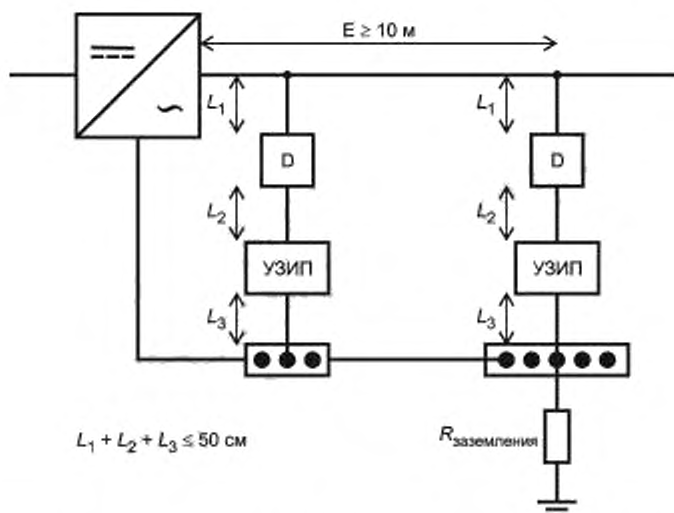 E ≥ 10 м
L₁
L₁
D
D
L₂
L₂
УЗИП
УЗИП
L₃
L₃
L₁ + L₂ + L₃ ≤ 50 см
Rзаземления